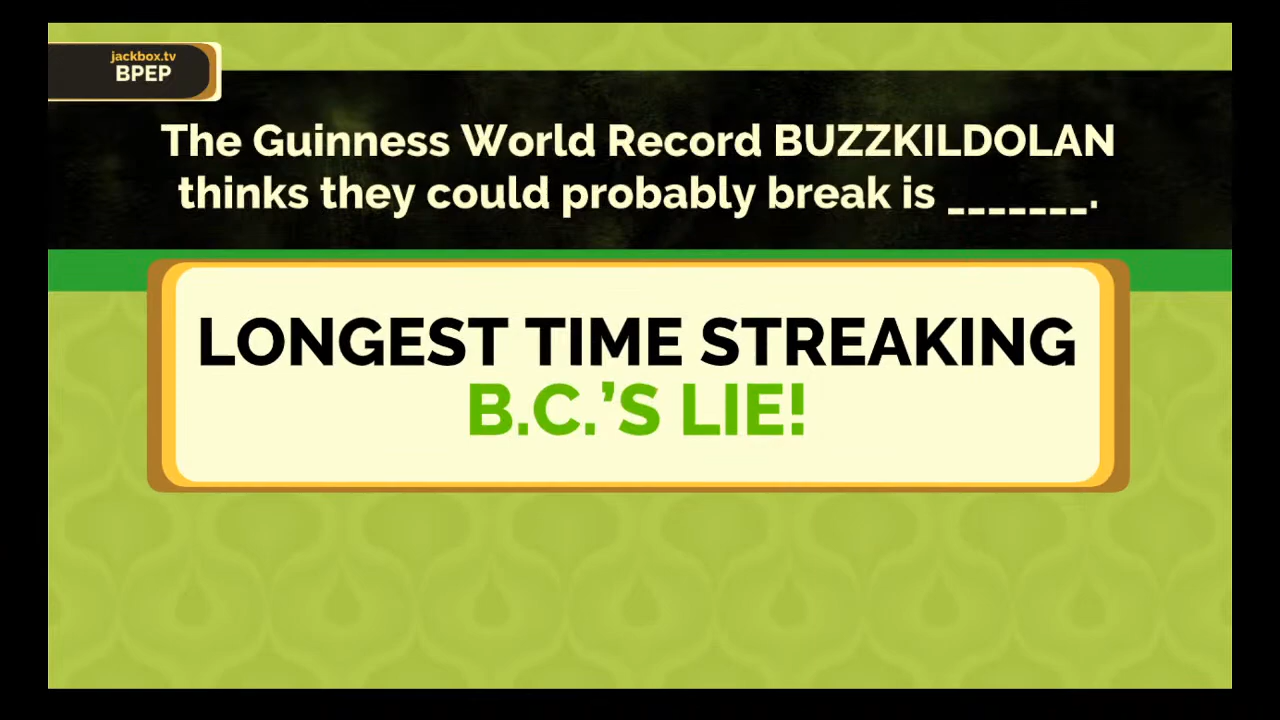 jackbox.tv
BPEP
The Guinness World Record BUZZKILDOLAN
thinks they could probably break is _______.
LONGEST TIME STREAKING
B.C.’S LIE!